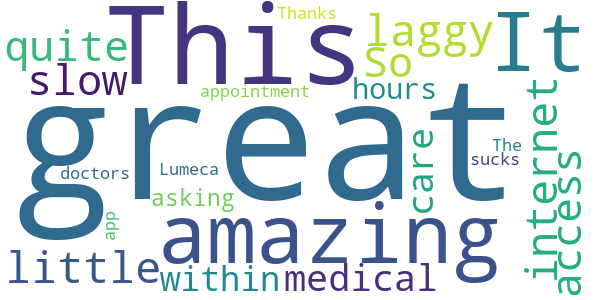 Thanks
This
It
quite
laggy
so
slow
hours
appointment
great
internet
access
care
The
sucks
doctors
Lumeca
asking
app
amazing
little
within
medical